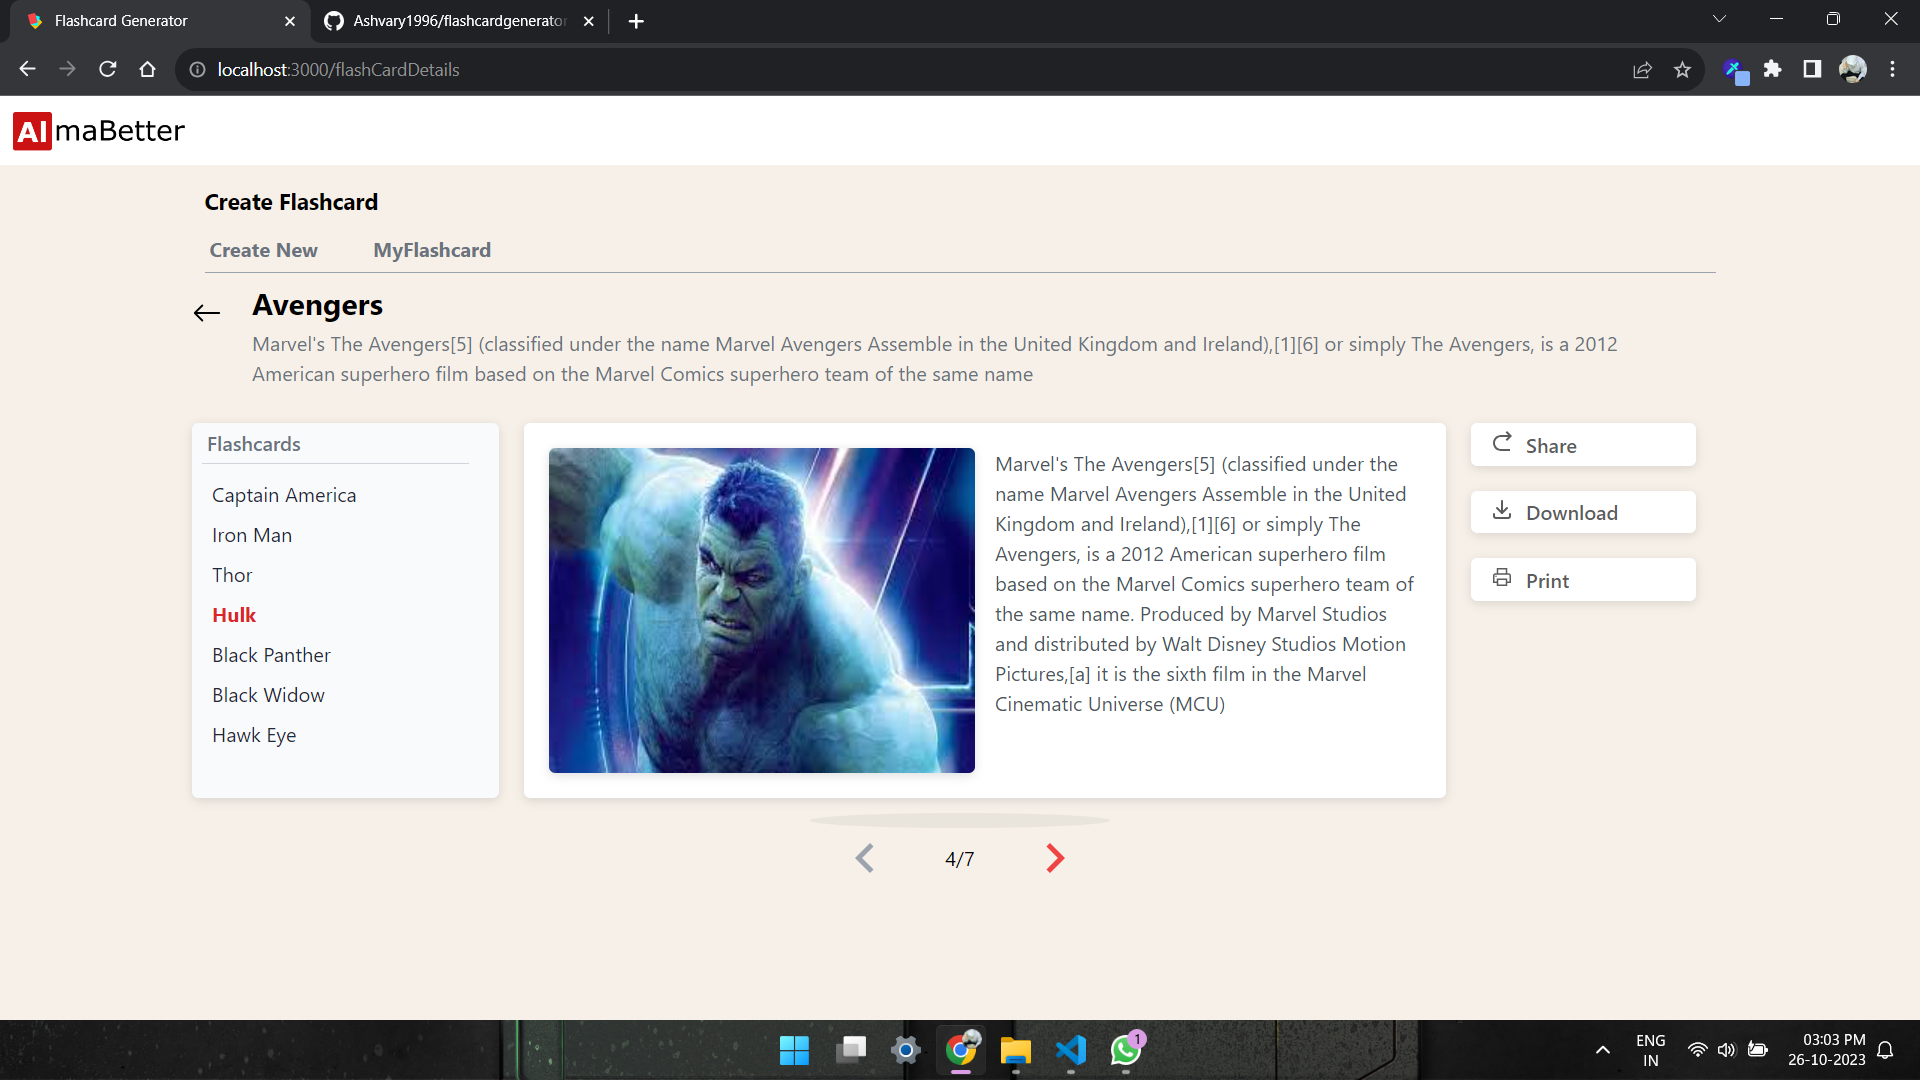 Flashcard Generator
Ashvary1996/flashcardgenerator
localhost:3000/flashCardDetails
AlmaBetter
Create Flashcard
Create New
MyFlashcard
Avengers
Marvel's The Avengers[5] (classified under the name Marvel Avengers Assemble in the United Kingdom and Ireland),[1][6] or simply The Avengers, is a 2012
American superhero film based on the Marvel Comics superhero team of the same name
Flashcards
Captain America
Iron Man
Thor
Hulk
Black Panther
Black Widow
Hawk Eye
Marvel's The Avengers[5] (classified under the
name Marvel Avengers Assemble in the United
Kingdom and Ireland),[1][6] or simply The
Avengers, is a 2012 American superhero film
based on the Marvel Comics superhero team of
the same name. Produced by Marvel Studios
and distributed by Walt Disney Studios Motion
Pictures,[a] it is the sixth film in the Marvel
Cinematic Universe (MCU)
Share
Download
Print
4/7
1
ENG
IN
03:03 PM
26-10-2023